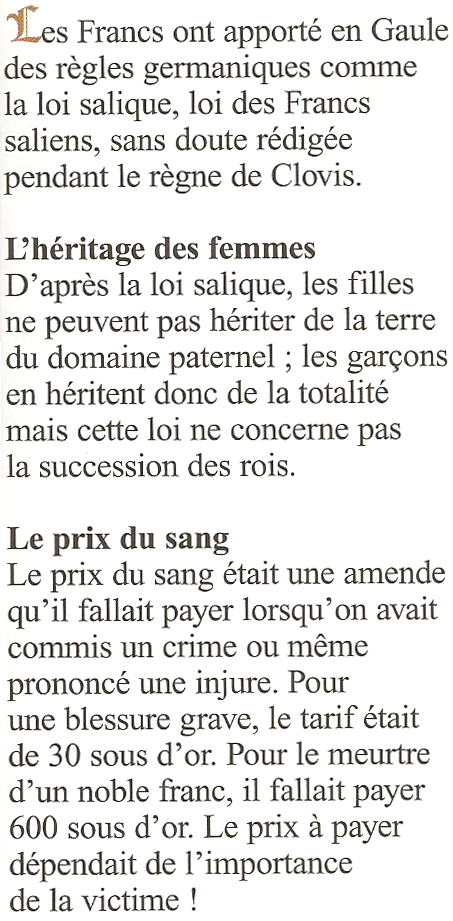 Les Francs ont apporté en Gaule
des règles germaniques comme
la loi salique, loi des Francs
saliens, sans doute rédigée
pendant le règne de Clovis.
L'héritage des femmes
D'après la loi salique, les filles
ne peuvent pas hériter de la terre
du domaine paternel ; les garçons
en héritent donc de la totalité
mais cette loi ne concerne pas
la succession des rois.
Le prix du sang
Le prix du sang était une amende
qu'il fallait payer lorsqu'on avait
commis un crime ou même
prononcé une injure. Pour
une blessure grave, le tarif était
de 30 sous d'or. Pour le meurtre
d'un noble franc, il fallait payer
600 sous d'or. Le prix à payer
dépendait de l'importance
de la victime !